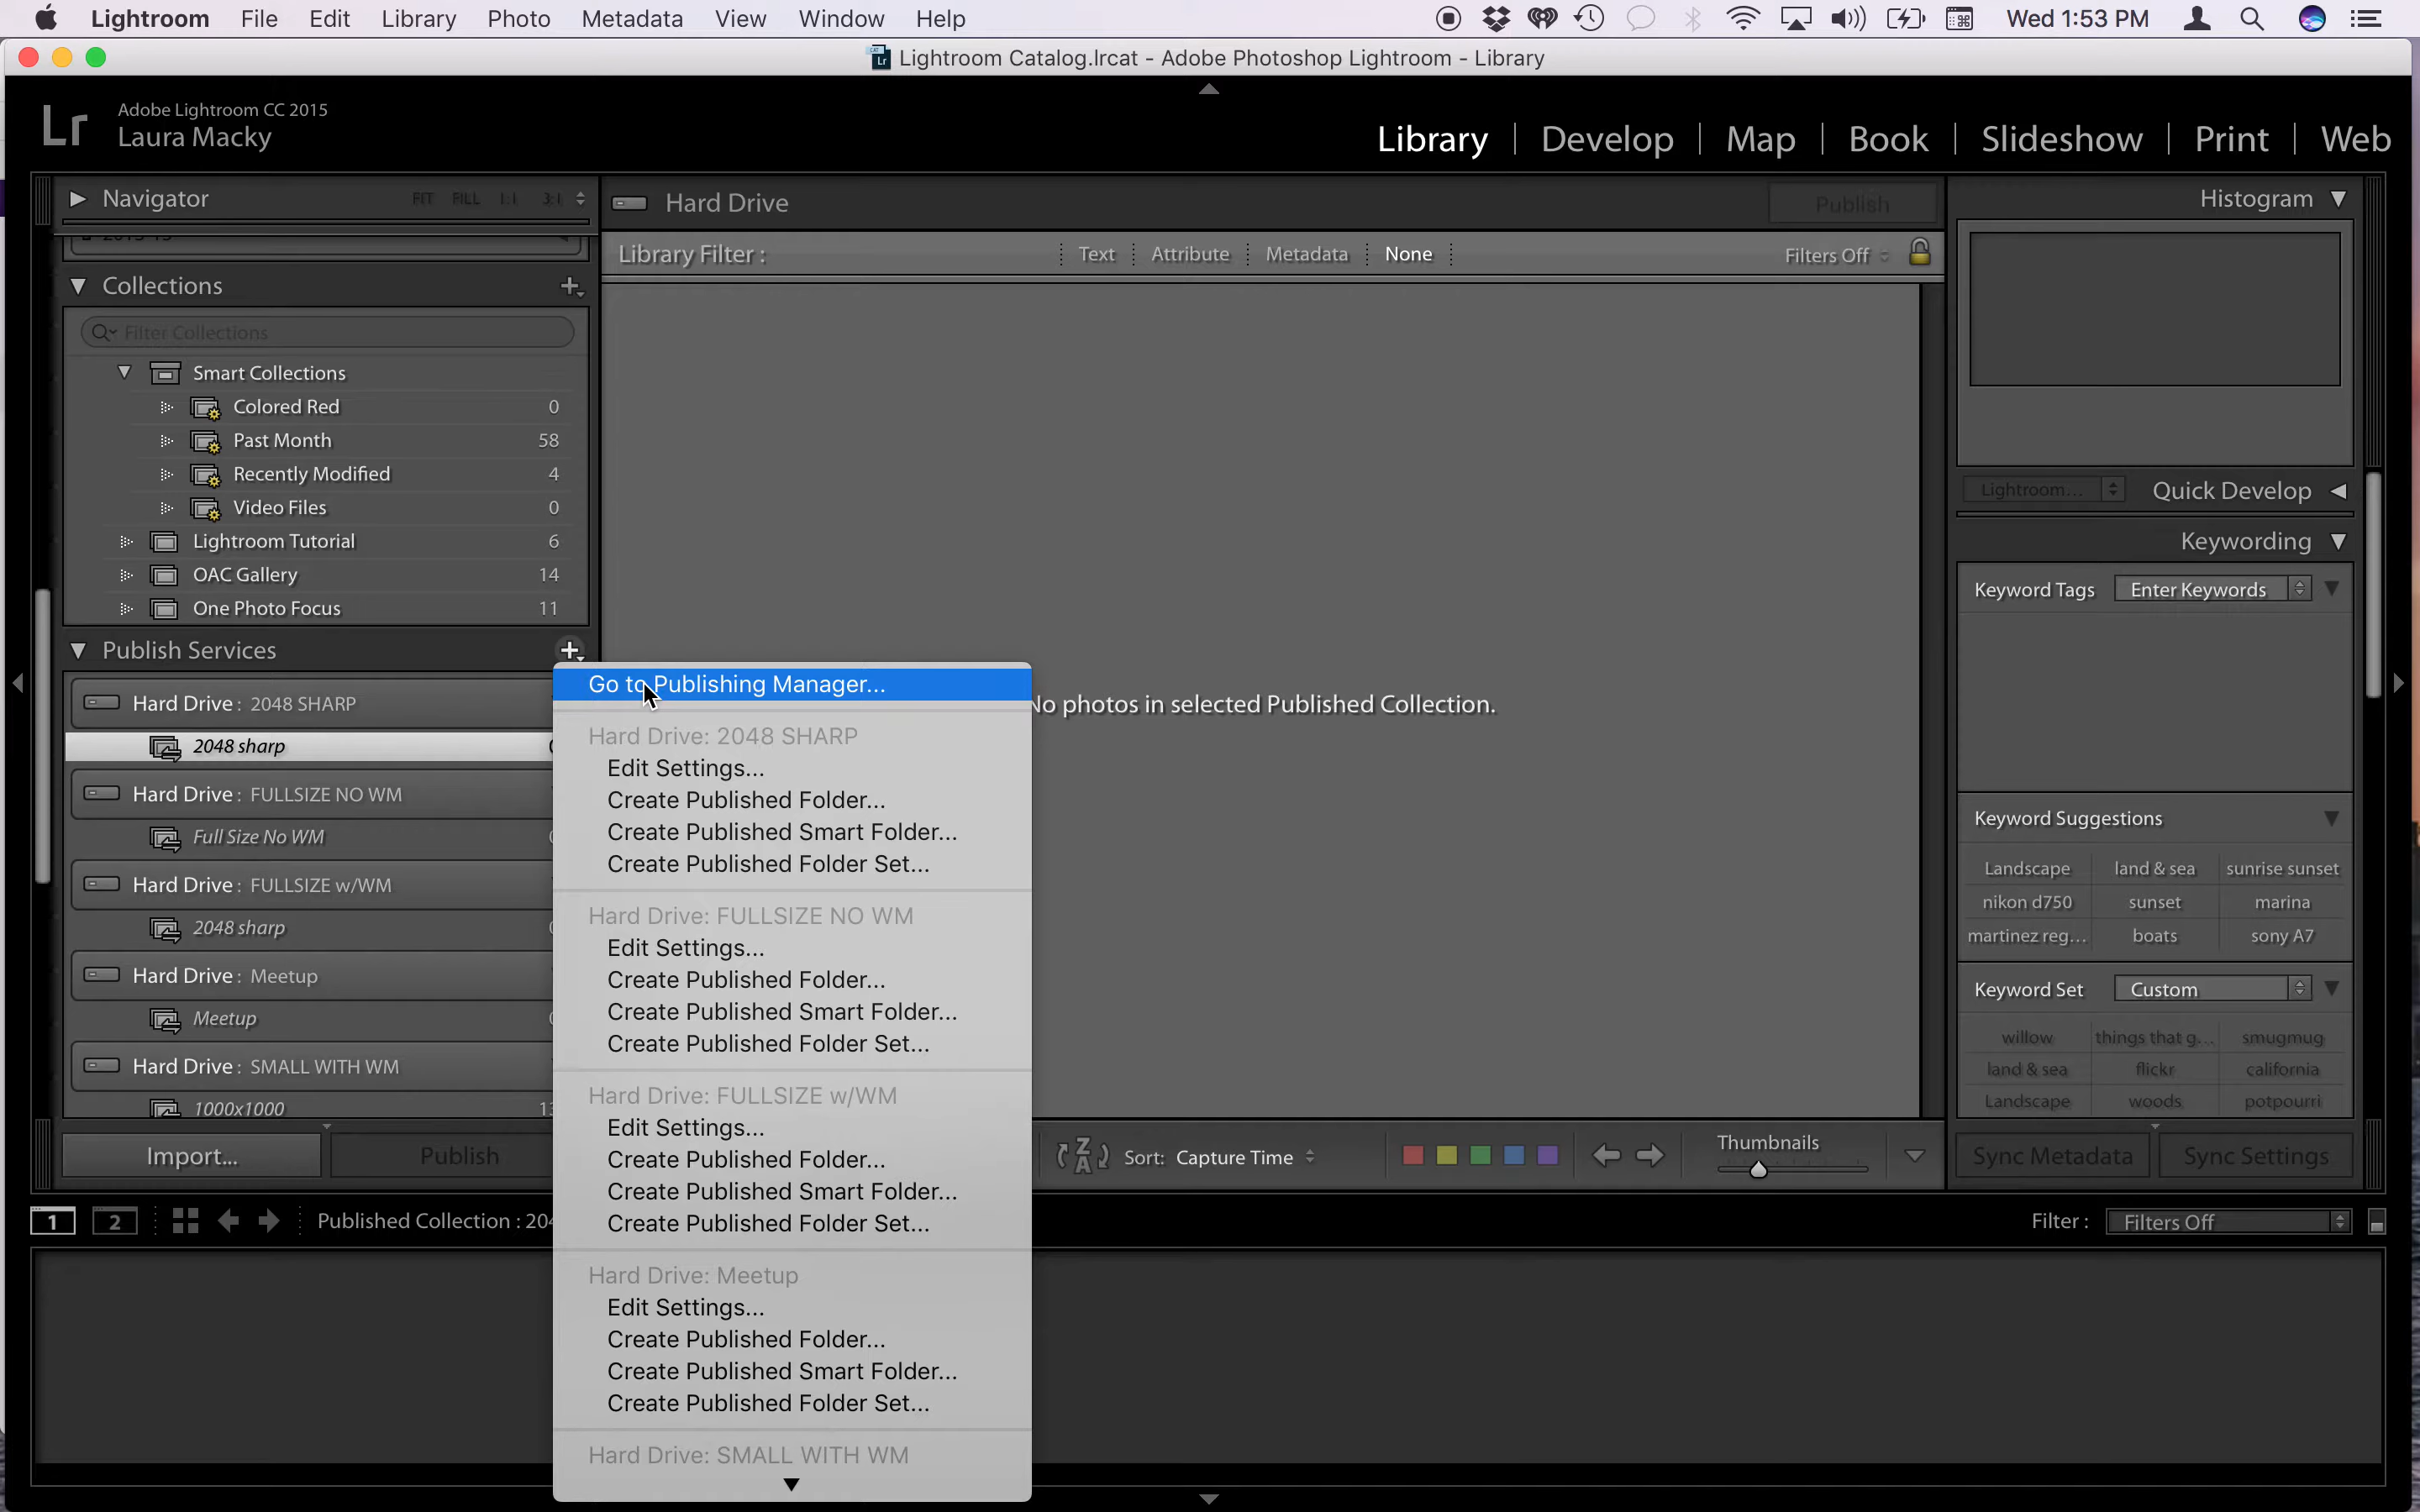 Lightroom File Edit Library Photo Metadata View Window Help Wed 1:53 PM
Lightroom Catalog.lrcat - Adobe Photoshop Lightroom - Library
Lr Adobe Lightroom CC 2015
Laura Macky
Library | Develop | Map | Book | Slideshow | Print | Web
Navigator FIT FILL 1:1 3:1
Hard Drive Publish
Histogram
Library Filter : Text Attribute Metadata None Filters Off
Collections
Filter Collections
Smart Collections
Colored Red 0
Past Month 58
Recently Modified 4
Video Files 0
Lightroom Tutorial 6
OAC Gallery 14
One Photo Focus 11
Publish Services
Hard Drive : 2048 SHARP
2048 sharp
Hard Drive : FULLSIZE NO WM
Full Size No WM
Hard Drive : FULLSIZE w/WM
2048 sharp
Hard Drive : Meetup
Meetup
Hard Drive : SMALL WITH WM
1000x1000
Import... Publish
Go to Publishing Manager...
Hard Drive: 2048 SHARP
Edit Settings...
Create Published Folder...
Create Published Smart Folder...
Create Published Folder Set...
Hard Drive: FULLSIZE NO WM
Edit Settings...
Create Published Folder...
Create Published Smart Folder...
Create Published Folder Set...
Hard Drive: FULLSIZE w/WM
Edit Settings...
Create Published Folder...
Create Published Smart Folder...
Create Published Folder Set...
Hard Drive: Meetup
Edit Settings...
Create Published Folder...
Create Published Smart Folder...
Create Published Folder Set...
Hard Drive: SMALL WITH WM
No photos in selected Published Collection.
Sort: Capture Time Thumbnails
Lightroom... Quick Develop
Keywording
Keyword Tags Enter Keywords
Keyword Suggestions
Landscape land & sea sunrise sunset
nikon d750 sunset marina
martinez reg... boats sony A7
Keyword Set Custom
willow things that g... smugmug
land & sea flickr california
Landscape woods potpourri
Sync Metadata Sync Settings
1 2 Published Collection : 204
Filter : Filters Off